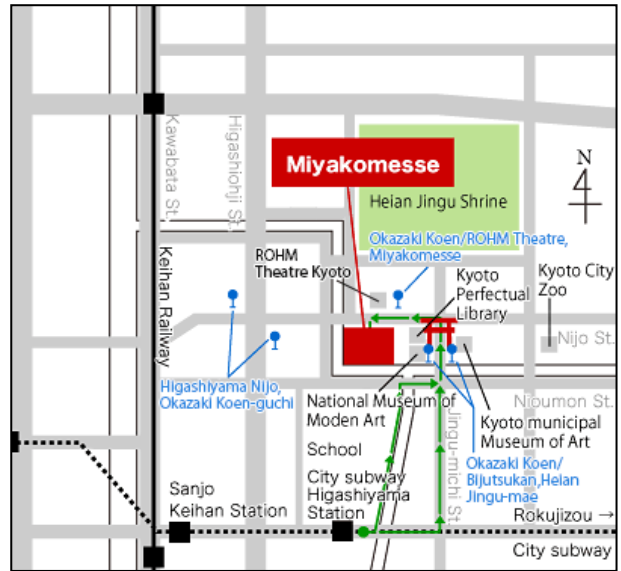 Kawabata St.
Higashiohji St.
Miyakomesse
N
Heian Jingu Shrine
Keihan Railway
ROHM
Theatre Kyoto
Okazaki Koen/ROHM Theatre,
Miyakomesse
Kyoto
Perfectual
Library
Kyoto City
Zoo
Nijo St.
Higashiyama Nijo,
Okazaki Koen-guchi
National Museum of
Moden Art
Kyoto municipal
Museum of Art
Nioumon St.
Jingu-michi St.
School
Okazaki Koen/
Bijutsukan,Heian
Jingu-mae
City subway
Higashiyama
Station
Sanjo
Keihan Station
Rokujizou →
City subway